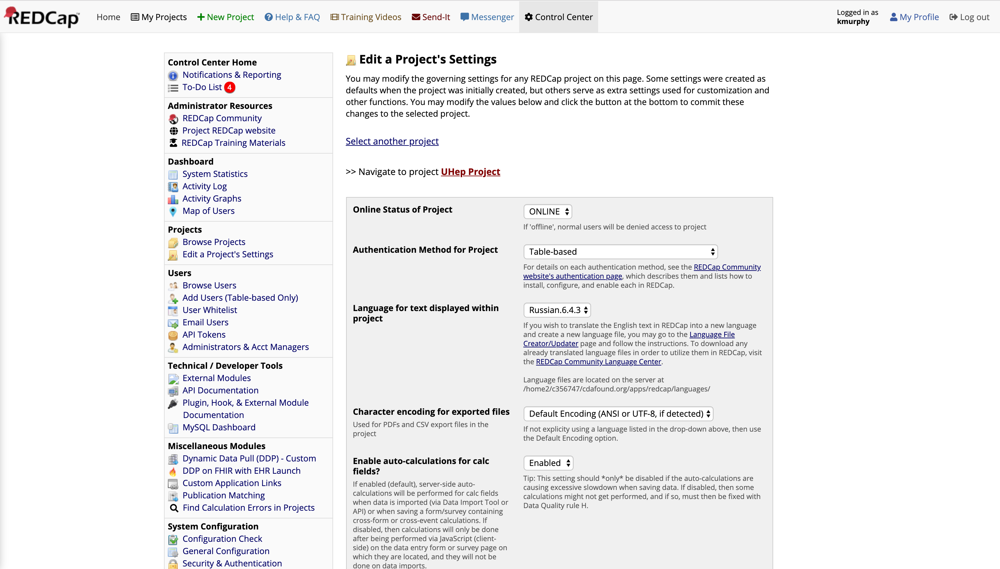 REDCap™
Home
My Projects
New Project
Help & FAQ
Training Videos
Send-It
Messenger
Control Center
Logged in as
kmurphy
My Profile
Log out
Control Center Home
Notifications & Reporting
To-Do List 4
Administrator Resources
REDCap Community
Project REDCap website
REDCap Training Materials
Dashboard
System Statistics
Activity Log
Activity Graphs
Map of Users
Projects
Browse Projects
Edit a Project's Settings
Users
Browse Users
Add Users (Table-based Only)
User Whitelist
Email Users
API Tokens
Administrators & Acct Managers
Technical / Developer Tools
External Modules
API Documentation
Plugin, Hook, & External Module
Documentation
MySQL Dashboard
Miscellaneous Modules
Dynamic Data Pull (DDP) - Custom
DDP on FHIR with EHR Launch
Custom Application Links
Publication Matching
Find Calculation Errors in Projects
System Configuration
Configuration Check
General Configuration
Security & Authentication
Edit a Project's Settings
You may modify the governing settings for any REDCap project on this page. Some settings were created as
defaults when the project was initially created, but others serve as extra settings used for customization and
other functions. You may modify the values below and click the button at the bottom to commit these
changes to the selected project.
Select another project
>> Navigate to project UHep Project
Online Status of Project
ONLINE
If 'offline', normal users will be denied access to project
Authentication Method for Project
Table-based
For details on each authentication method, see the REDCap Community
website's authentication page, which describes them and lists how to
install, configure, and enable each in REDCap.
Language for text displayed within
project
Russian.6.4.3
If you wish to translate the English text in REDCap into a new language
and create a new language file, you may go to the Language File
Creator/Updater page and follow the instructions. To download any
already translated language files in order to utilize them in REDCap, visit
the REDCap Community Language Center.
Language files are located on the server at
/home2/c356747/cdafound.org/apps/redcap/languages/
Character encoding for exported files
Used for PDFs and CSV export files in the
project
Default Encoding (ANSI or UTF-8, if detected)
If not explicity using a language listed in the drop-down above, then use
the Default Encoding option.
Enable auto-calculations for calc
fields?
If enabled (default), server-side auto-
calculations will be performed for calc fields
when data is imported (via Data Import Tool or
API) or when saving a form/survey containing
cross-form or cross-event calculations. If
disabled, then calculations will only be done
after being performed via JavaScript (client-
side) on the data entry form or survey page on
which they are located, and they will not be
done on data imports.
Enabled
Tip: This setting should *only* be disabled if the auto-calculations are
causing excessive slowdown when saving data. If disabled, then some
calculations might not get performed, and if so, must then be fixed with
Data Quality rule H.